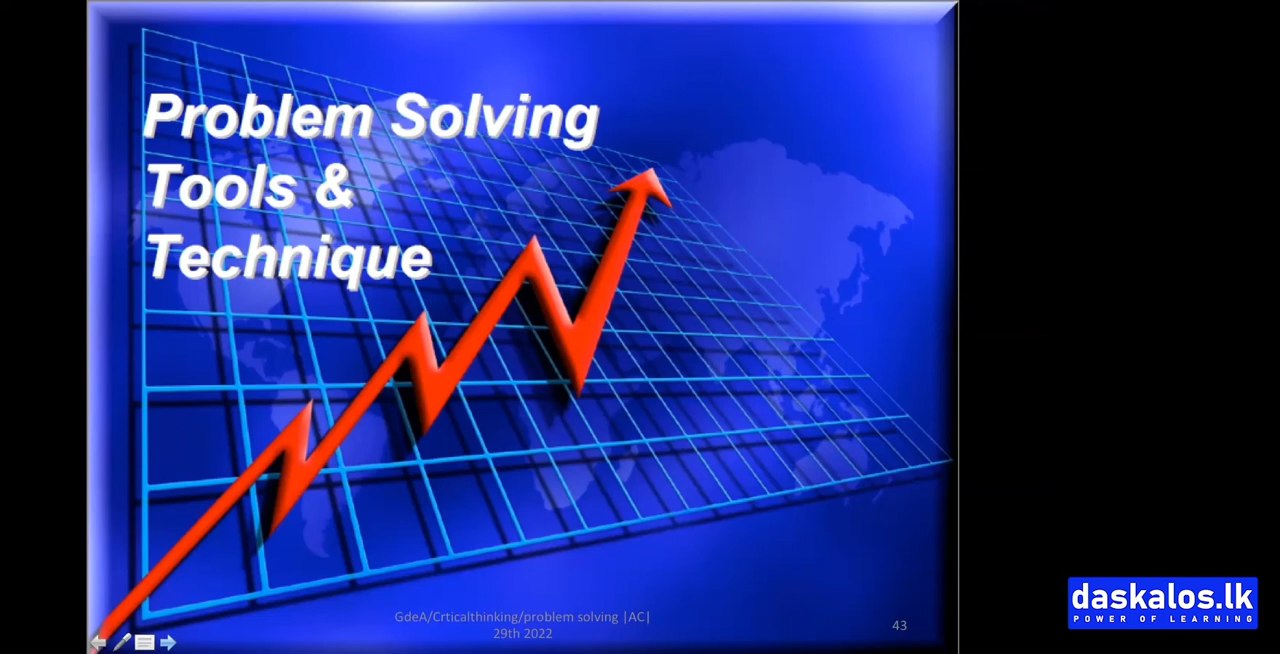 Problem Solving
Tools &
Technique
GdeA/Crticalthinking/problem solving |AC|
29th 2022
43
daskalos.lk
POWER OF LEARNING